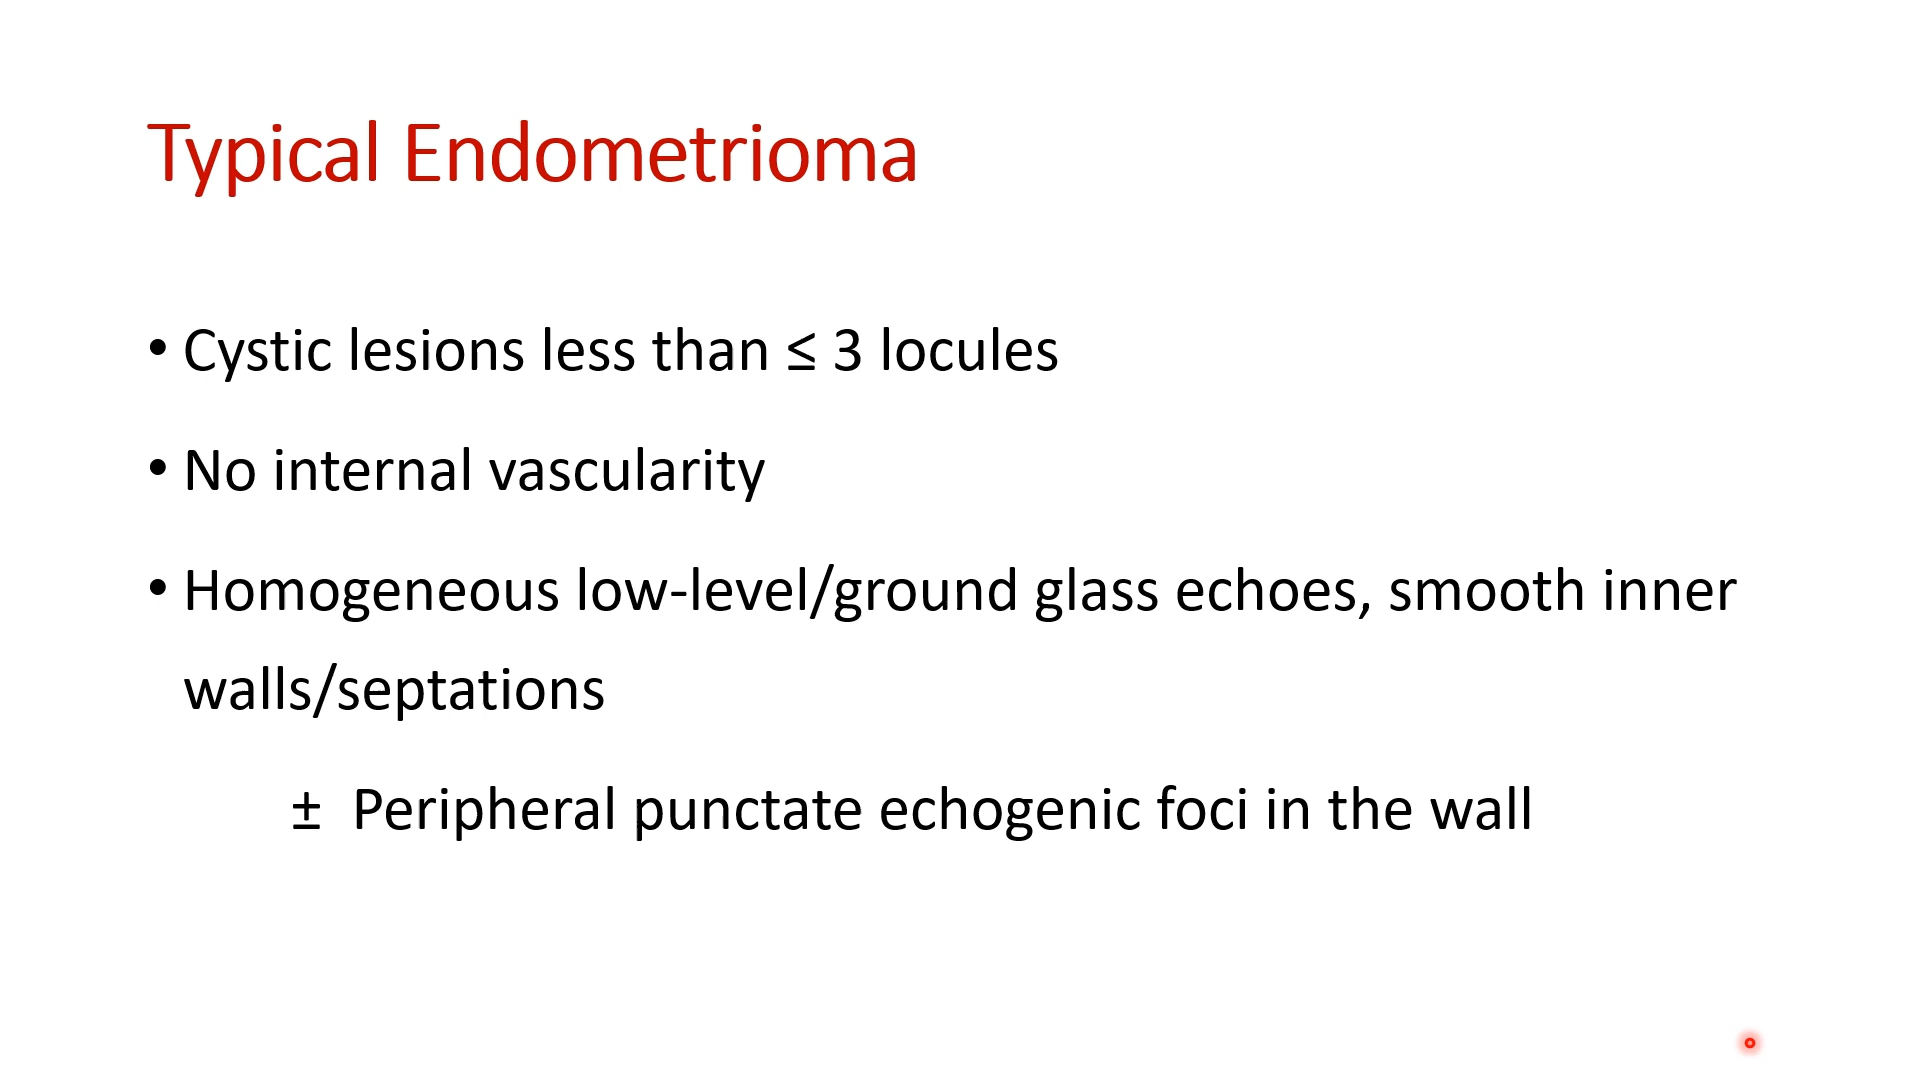 Typical Endometrioma
• Cystic lesions less than ≤ 3 locules
• No internal vascularity
• Homogeneous low-level/ground glass echoes, smooth inner
walls/septations
± Peripheral punctate echogenic foci in the wall